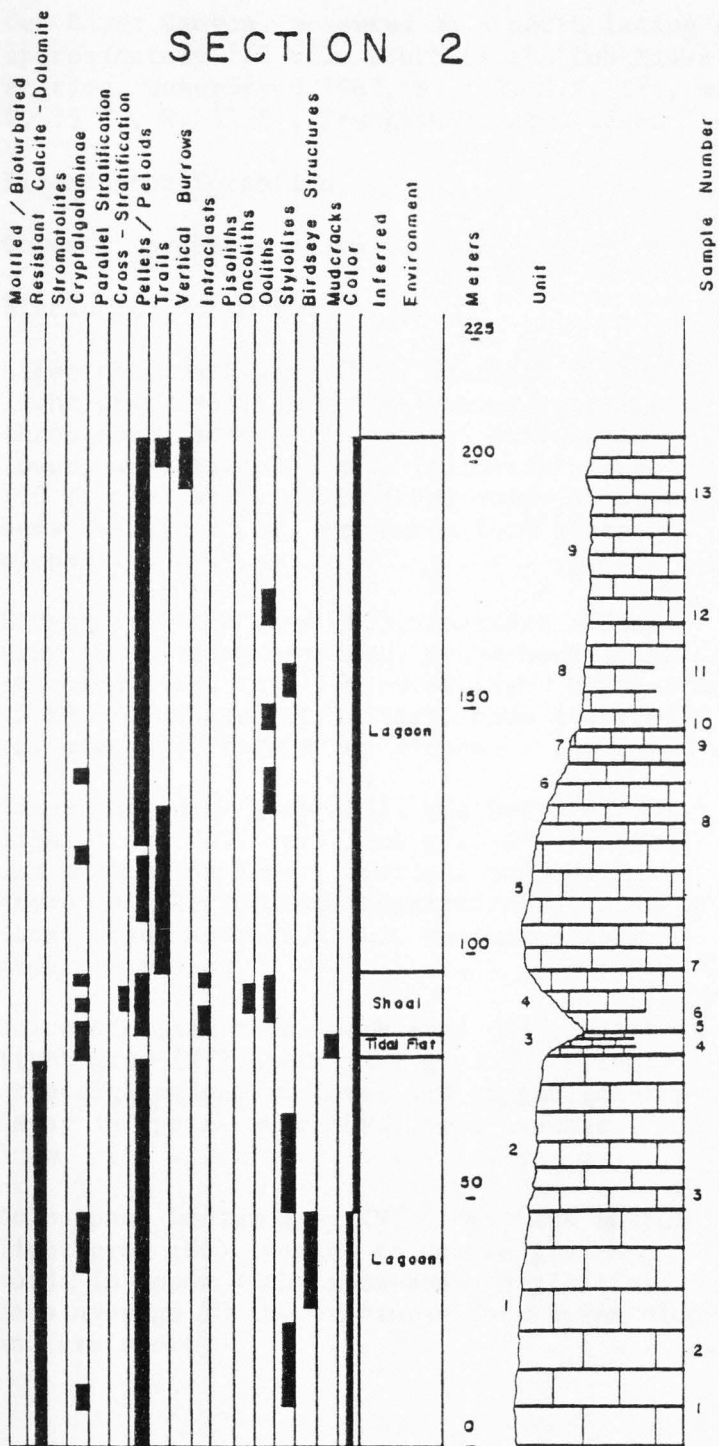 SECTION 2
Mottled / Bioturbated
Resistant Calcite - Dolomite
Stromatolites
Cryptalgalaminae
Parallel Stratification
Cross - Stratification
Pellets / Peloids
Trails
Vertical Burrows
Intraclasts
Pisoliths
Oncoliths
Ooliths
Stylolites
Birdseye Structures
Mudcracks
Color
Inferred
Environment
Meters
Unit
Sample Number
225
200
13
9
12
8
11
150
10
Lagoon
7
9
6
8
5
100
7
Shoal
4
6
5
Tidal Flat
3
4
2
50
3
Lagoon
1
2
1
0